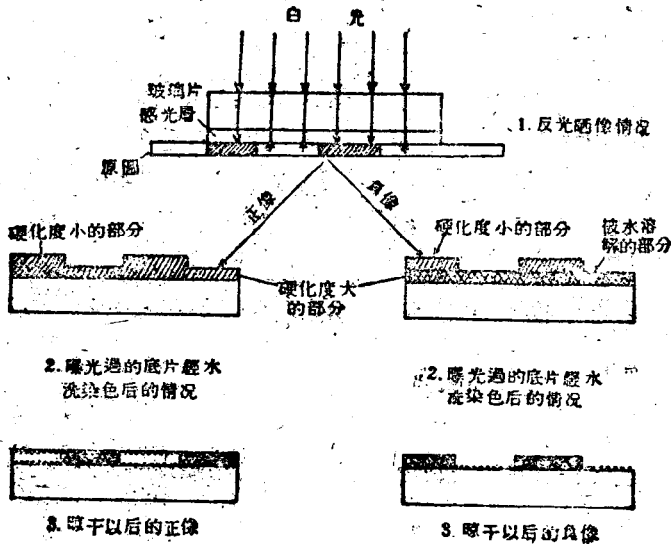 白 光
玻璃片
感光層
原图
1. 反光晒像情况
正像
負像
硬化度小的部分
硬化度大
的部分
硬化度小的部分
被水溶
解的部分
2. 曝光過的底片經水
洗染色后的情况
2. 曝光過的底片經水
洗染色后的情况
3. 晾干以后的正像
3. 晾干以后的負像